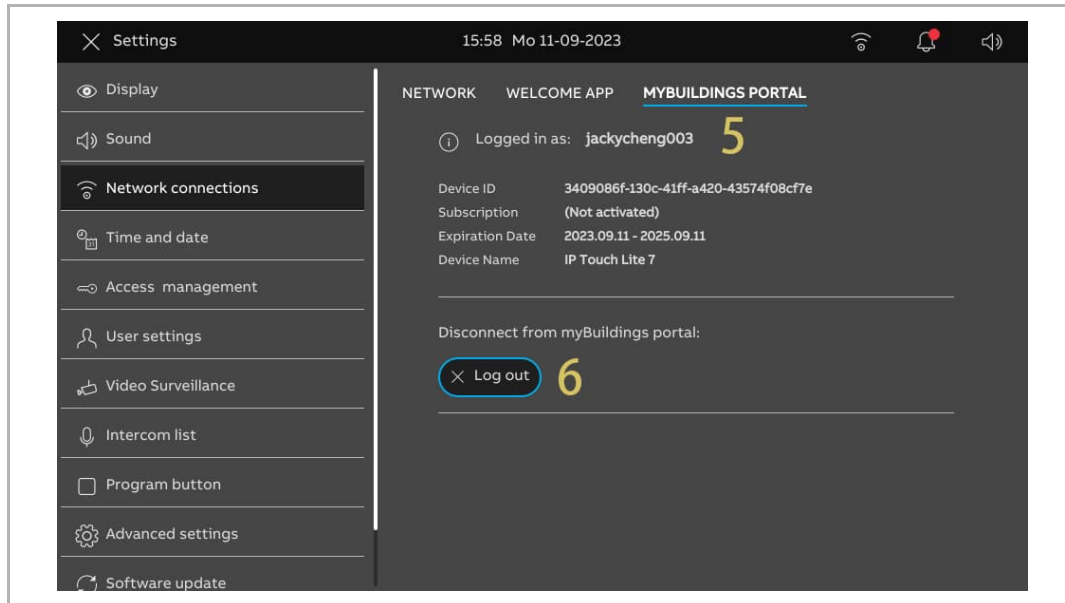 Settings
15:58 Mo 11-09-2023
Display
Sound
Network connections
Time and date
Access management
User settings
Video Surveillance
Intercom list
Program button
Advanced settings
Software update
NETWORK WELCOME APP MYBUILDINGS PORTAL
Logged in as: jackycheng003 5
Device ID 3409086f-130c-41ff-a420-43574f08cf7e
Subscription (Not activated)
Expiration Date 2023.09.11 - 2025.09.11
Device Name IP Touch Lite 7
Disconnect from myBuildings portal:
Log out 6